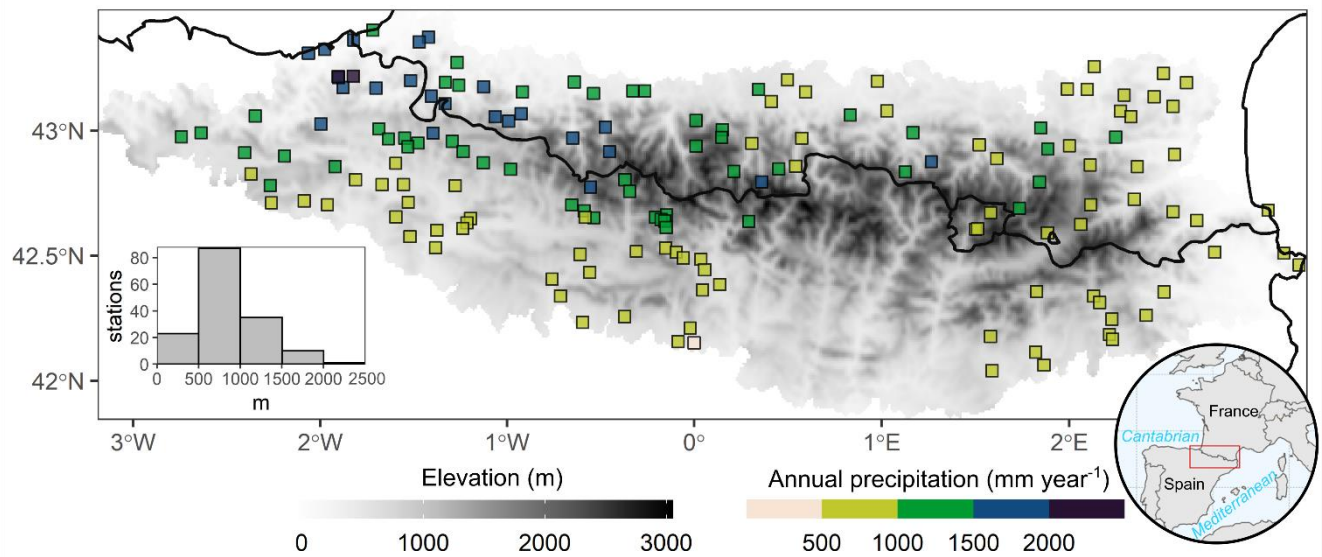 43°N
42.5°N
42°N
3°W
2°W
1°W
0°
1°E
2°E
stations
80
60
40
20
0
0
500
1000
1500
2000
2500
m
Elevation (m)
0
1000
2000
3000
Annual precipitation (mm year-1)
500
1000
1500
2000
France
Cantabrian
Spain
Mediterranean